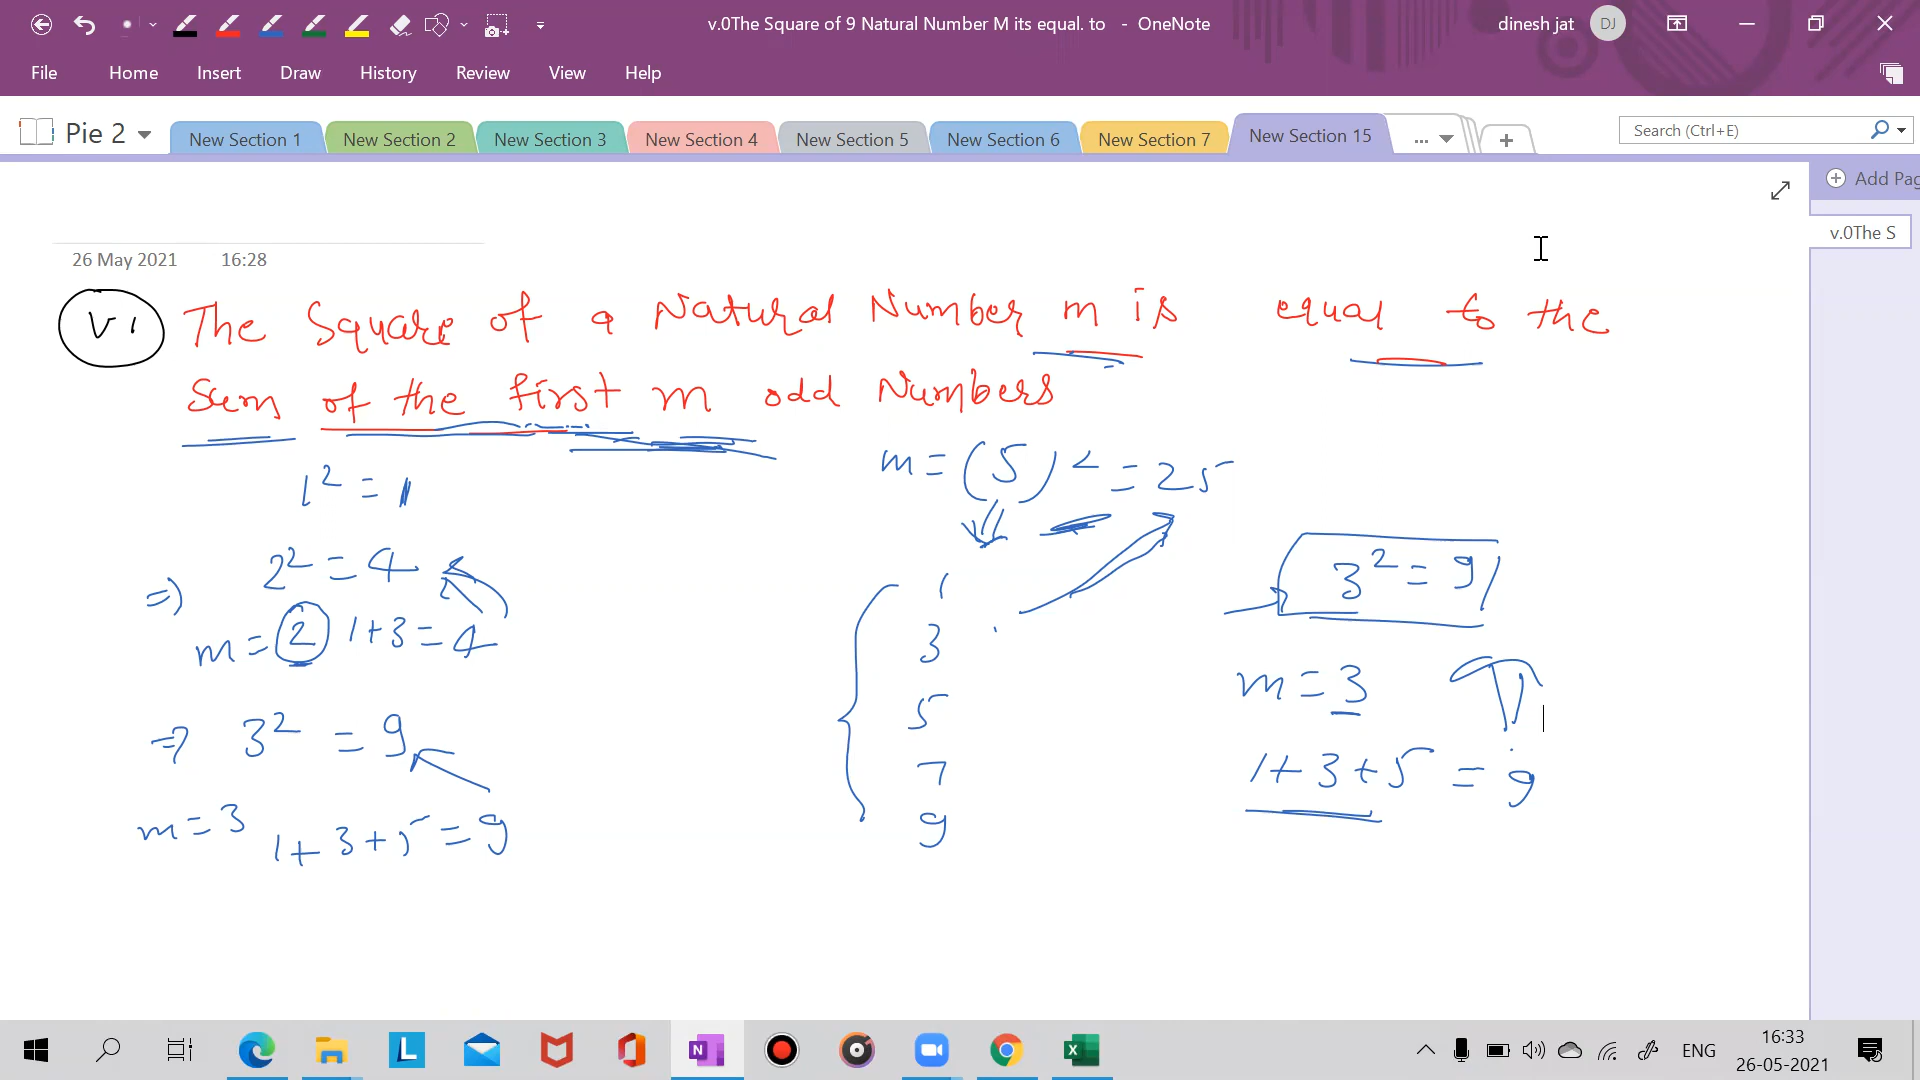 v.0The Square of 9 Natural Number M its equal. to - OneNote
dinesh jat
DJ
File Home Insert Draw History Review View Help
Pie 2
New Section 1
New Section 2
New Section 3
New Section 4
New Section 5
New Section 6
New Section 7
New Section 15
...
Search (Ctrl+E)
Add Pag
v.0The S
26 May 2021 16:28
The Square of a Natural Number m is equal to the
Sum of the first m odd Numbers
1² = 1
2² = 4
m = 2 1+3 = 4
⇒ 3² = 9
m = 3 1+3+5 = 9
m = (5)² = 25
1
3
5
7
9
3² = 9
m = 3
1+3+5 = 9
L
N
ENG
16:33
26-05-2021